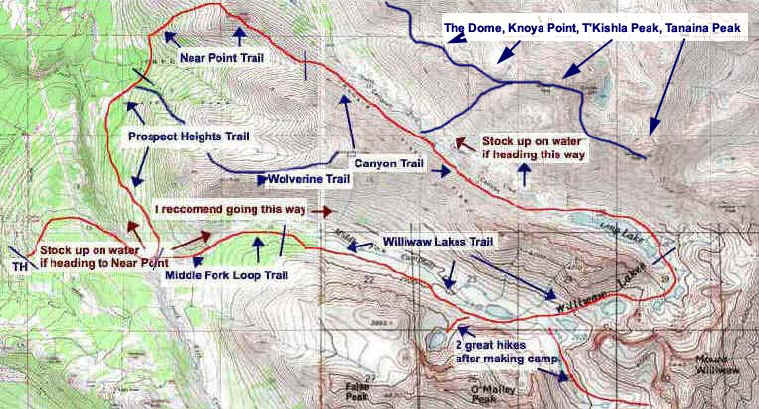 The Dome, Knoya Point, T'Kishla Peak, Tanaina Peak
Near Point Trail
Prospect Heights Trail
Stock up on water
if heading this way
Canyon Trail
Wolverine Trail
I reccomend going this way
Williwaw Lakes Trail
Long Lake
Stock up on water
if heading to Near Point
TH
Middle Fork Loop Trail
Williwaw Lakes
22
27
2 great hikes
after making camp
Mount
Williwaw
False
Peak
O'Malley
Peak